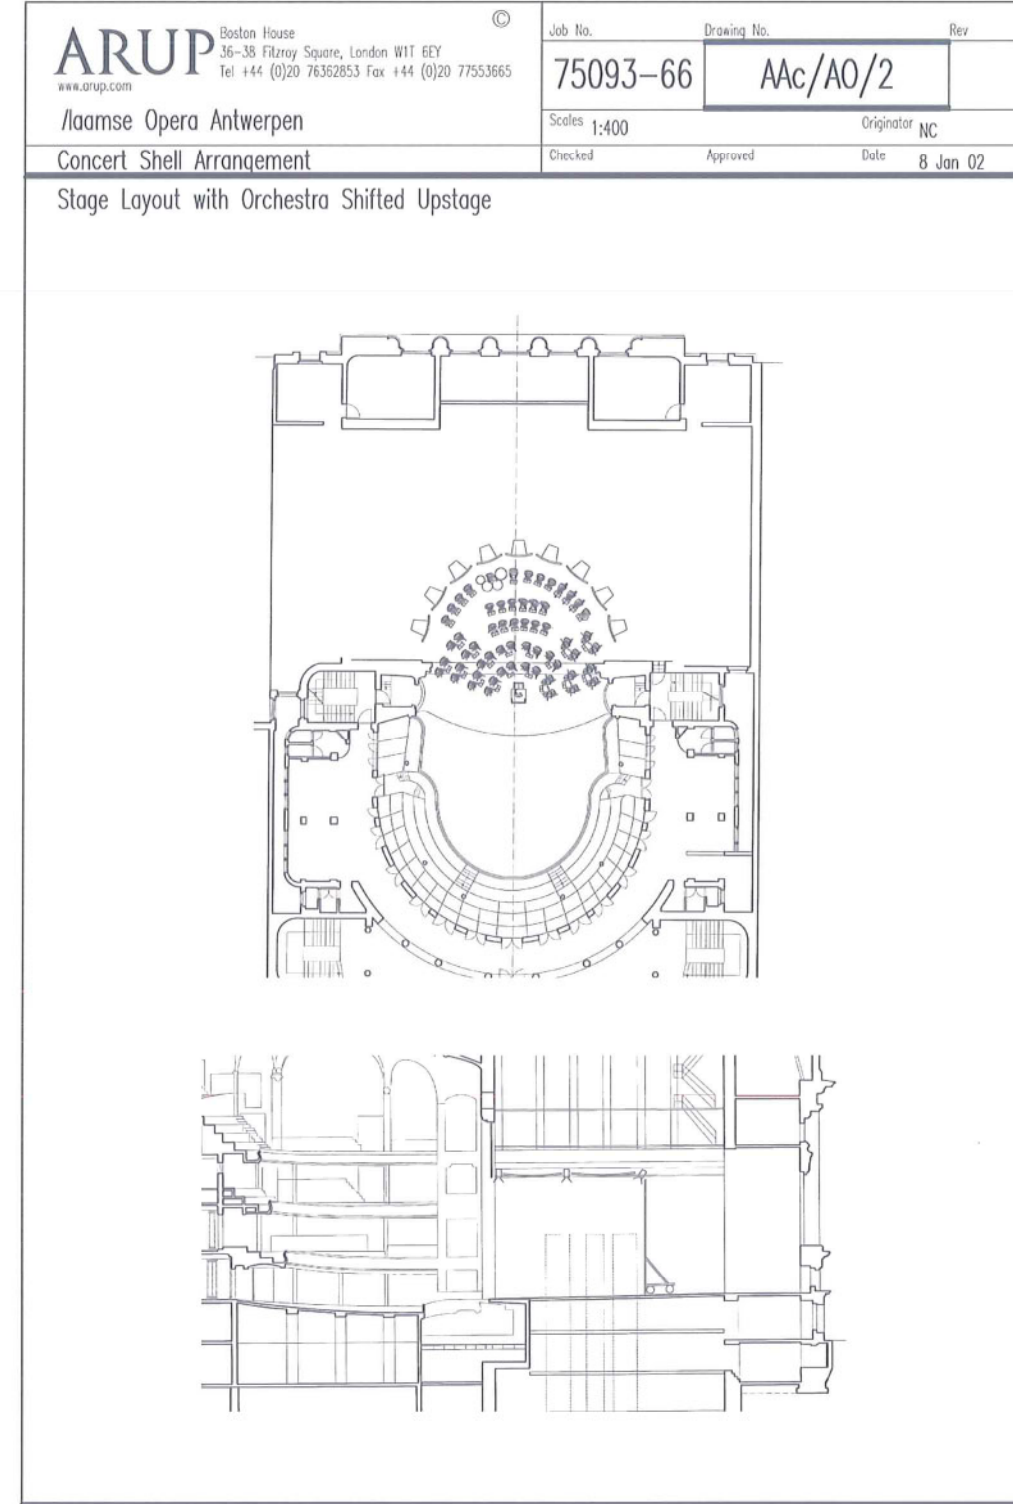 ARUP
www.arup.com
Boston House
36-38 Fitzroy Square, London W1T 6EY
Tel +44 (0)20 76362853 Fax +44 (0)20 77553665
©
/laamse Opera Antwerpen
Concert Shell Arrangement
Job No.
75093-66
Drawing No.
AAc/AO/2
Rev
Scales 1:400
Originator NC
Checked
Approved
Date 8 Jan 02
Stage Layout with Orchestra Shifted Upstage